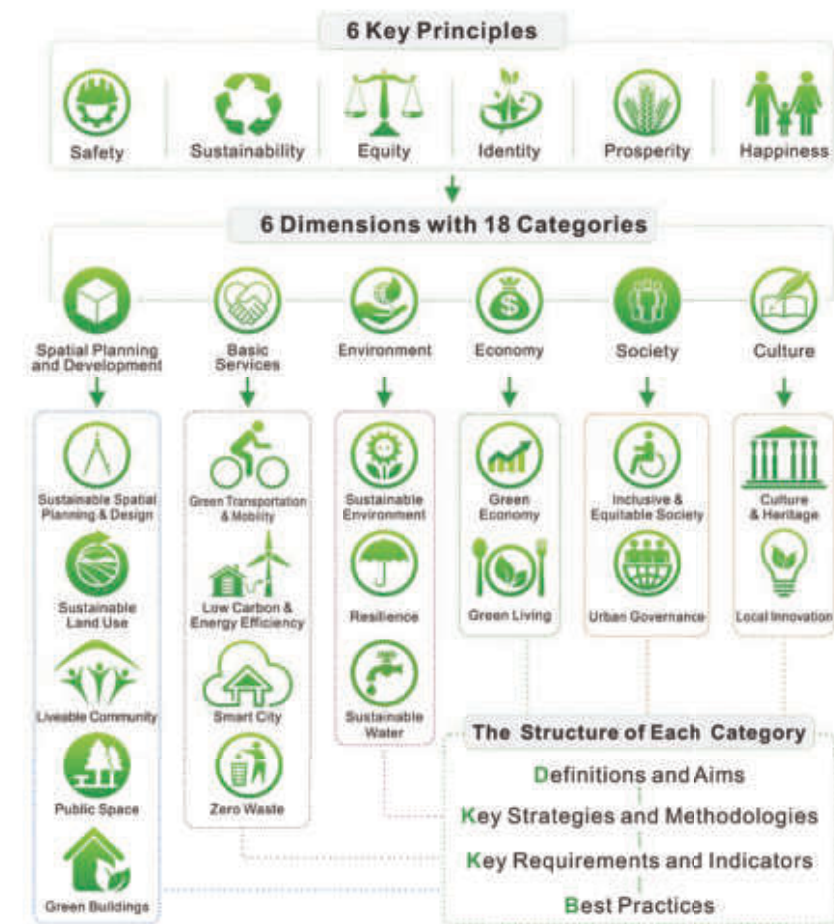 6 Key Principles
Safety
Sustainability
Equity
Identity
Prosperity
Happiness
6 Dimensions with 18 Categories
Spatial Planning
and Development
Basic
Services
Environment
Economy
Society
Culture
Sustainable Spatial
Planning & Design
Sustainable
Land Use
Liveable Community
Public Space
Green Buildings
Green Transportation
& Mobility
Low Carbon &
Energy Efficiency
Smart City
Zero Waste
Sustainable
Environment
Resilience
Sustainable
Water
Green
Economy
Green Living
Inclusive &
Equitable Society
Urban Governance
Culture
& Heritage
Local Innovation
The Structure of Each Category
Definitions and Aims
Key Strategies and Methodologies
Key Requirements and Indicators
Best Practices